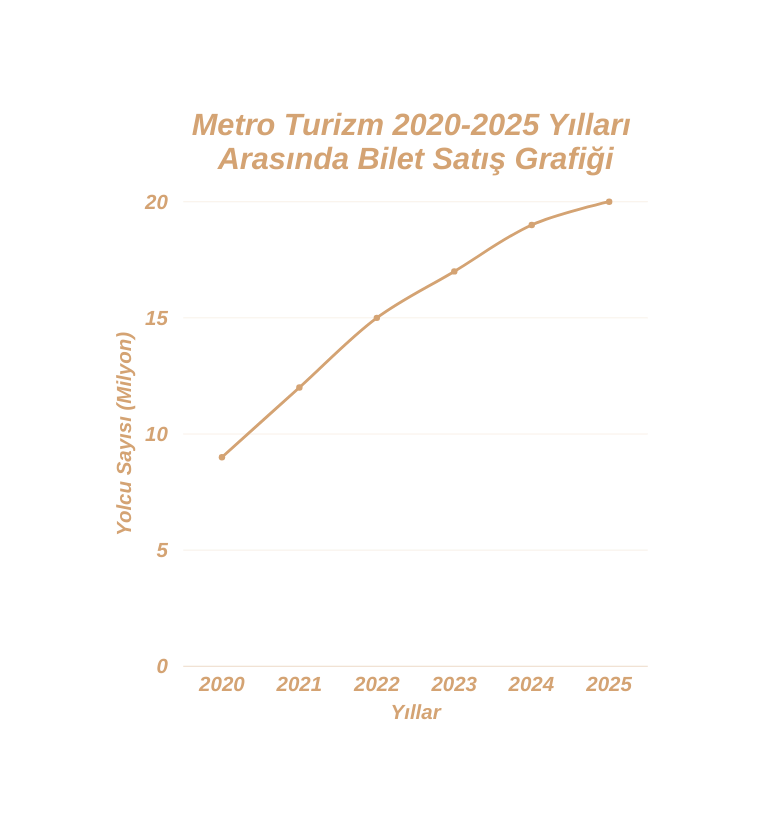 Metro Turizm 2020-2025 Yılları
Arasında Bilet Satış Grafiği
20
15
10
5
0
Yolcu Sayısı (Milyon)
2020 2021 2022 2023 2024 2025
Yıllar